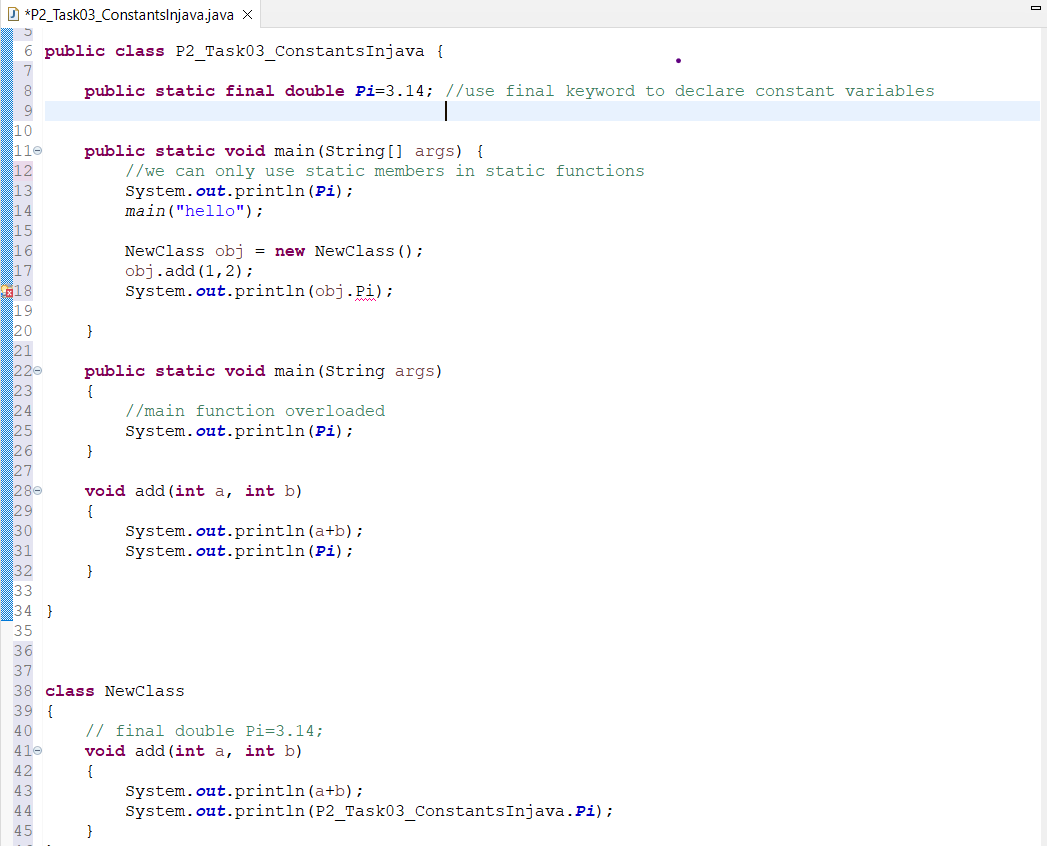 *P2_Task03_ConstantsInjava.java
5
6 public class P2_Task03_ConstantsInjava {
7
8     public static final double Pi=3.14; //use final keyword to declare constant variables
9
10
11     public static void main(String[] args) {
12         //we can only use static members in static functions
13         System.out.println(Pi);
14         main("hello");
15
16         NewClass obj = new NewClass();
17         obj.add(1,2);
18         System.out.println(obj.Pi);
19
20     }
21
22     public static void main(String args)
23     {
24         //main function overloaded
25         System.out.println(Pi);
26     }
27
28     void add(int a, int b)
29     {
30         System.out.println(a+b);
31         System.out.println(Pi);
32     }
33
34 }
35
36
37
38 class NewClass
39 {
40     // final double Pi=3.14;
41     void add(int a, int b)
42     {
43         System.out.println(a+b);
44         System.out.println(P2_Task03_ConstantsInjava.Pi);
45     }